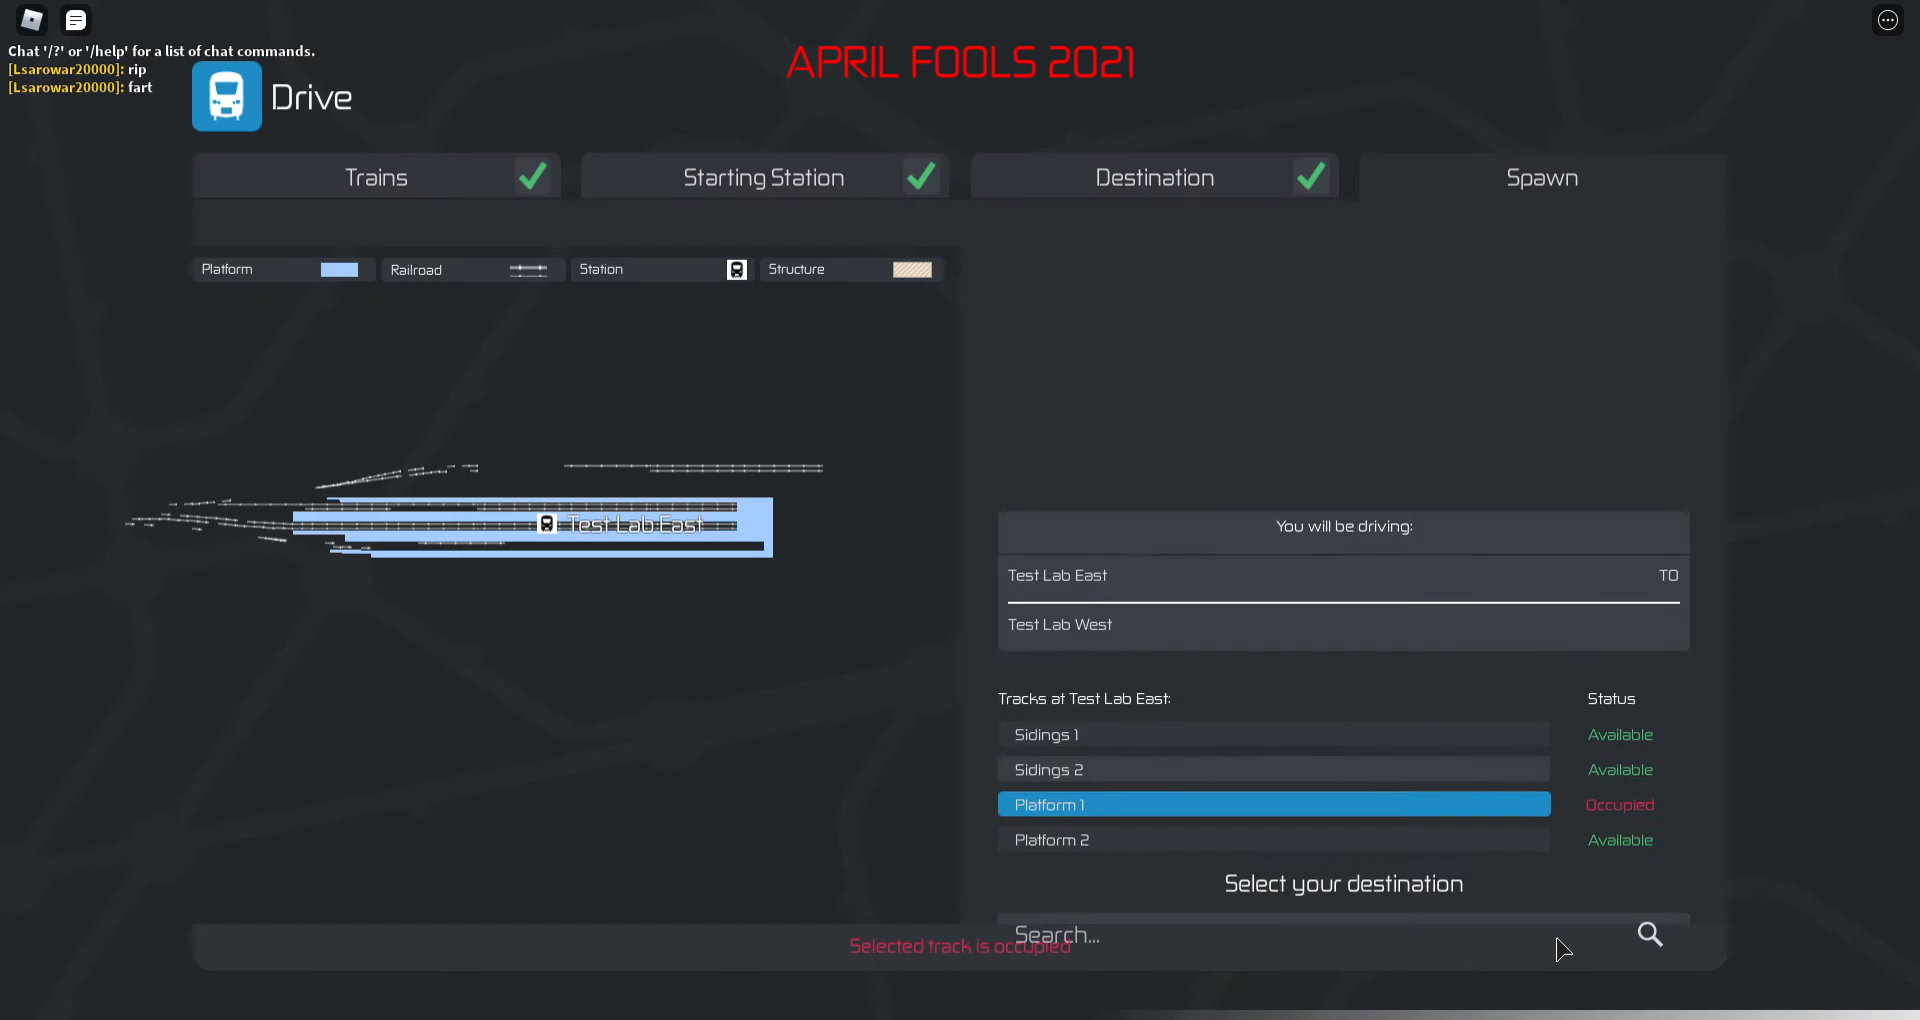 Chat '/?' or '/help' for a list of chat commands.
[Lsarowar20000]: rip
[Lsarowar20000]: fart
APRIL FOOLS 2021
Drive
Trains
Starting Station
Destination
Spawn
Platform
Railroad
Station
Structure
Test Lab East
You will be driving:
Test Lab East TO
Test Lab West
Tracks at Test Lab East: Status
Sidings 1 Available
Sidings 2 Available
Platform 1 Occupied
Platform 2 Available
Select your destination
Search...
Selected track is occupied